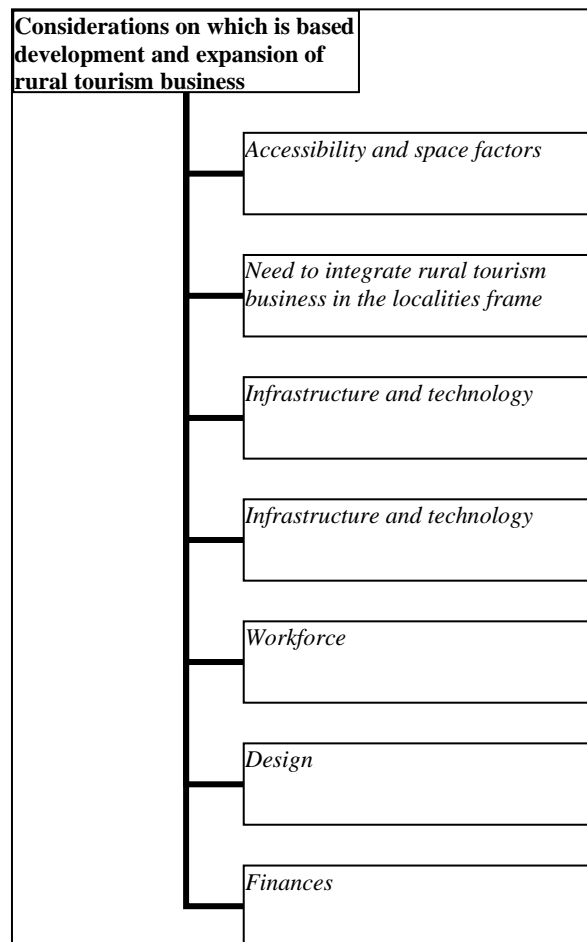 Considerations on which is based
development and expansion of
rural tourism business
Accessibility and space factors
Need to integrate rural tourism
business in the localities frame
Infrastructure and technology
Infrastructure and technology
Workforce
Design
Finances